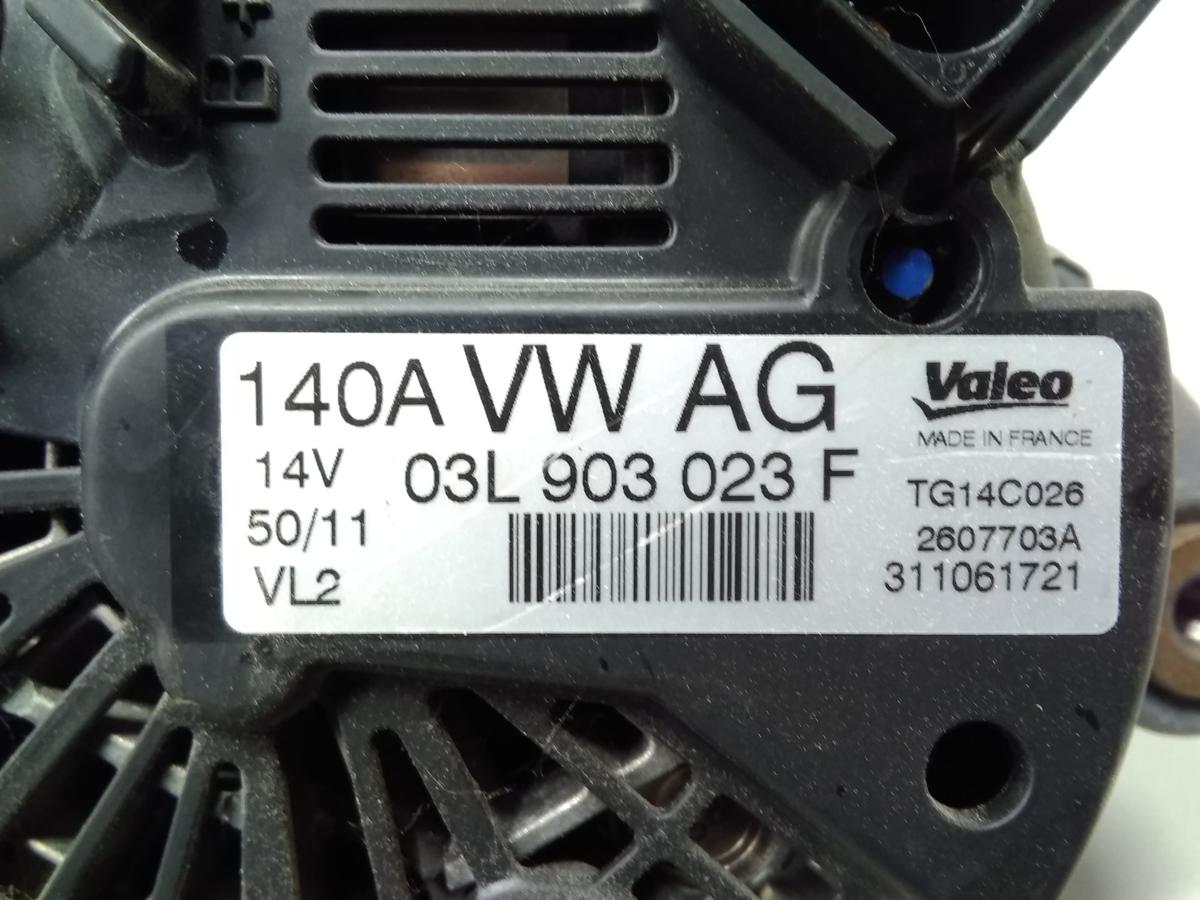 B+
140A VW AG
Valeo
MADE IN FRANCE
14V 03L 903 023 F
TG14C026
50/11
2607703A
VL2
311061721